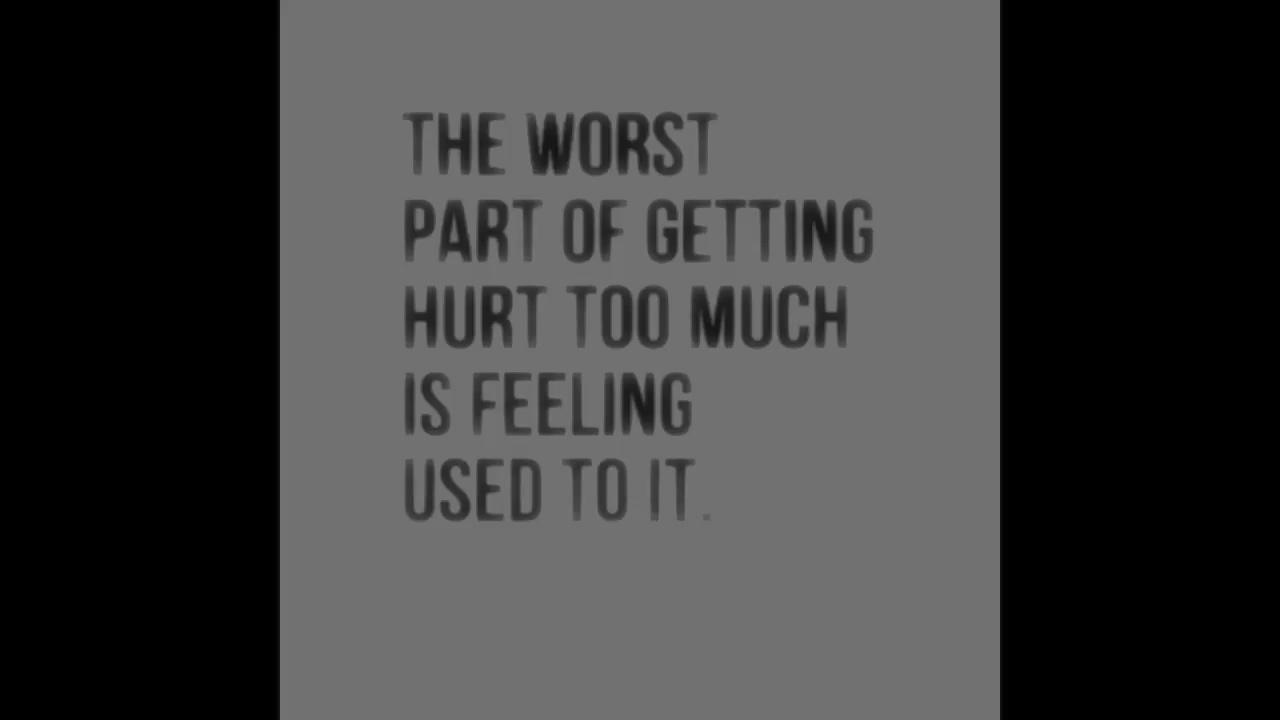 THE WORST
PART OF GETTING
HURT TOO MUCH
IS FEELING
USED TO IT.